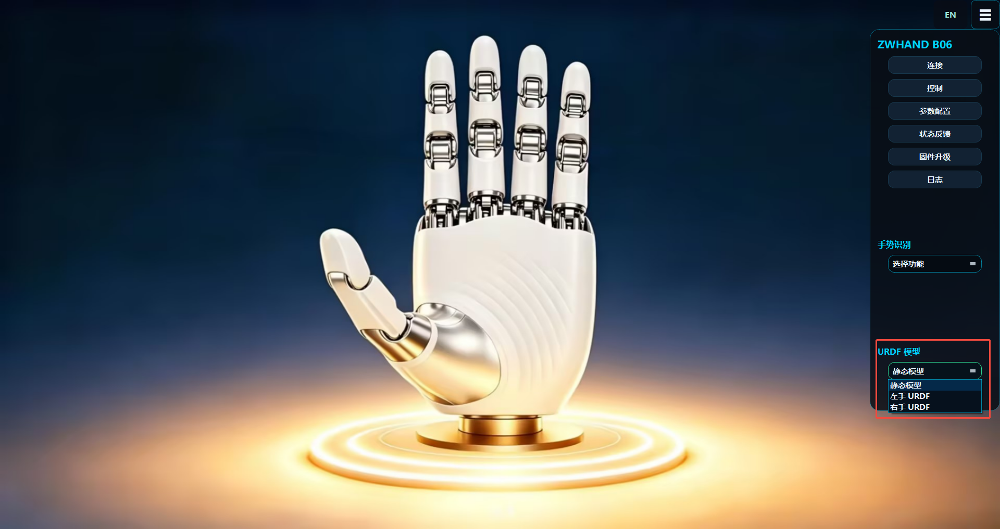 EN
ZWHAND B06
连接
控制
参数配置
状态反馈
固件升级
日志
手势识别
选择功能
URDF 模型
静态模型
静态模型
左手 URDF
右手 URDF